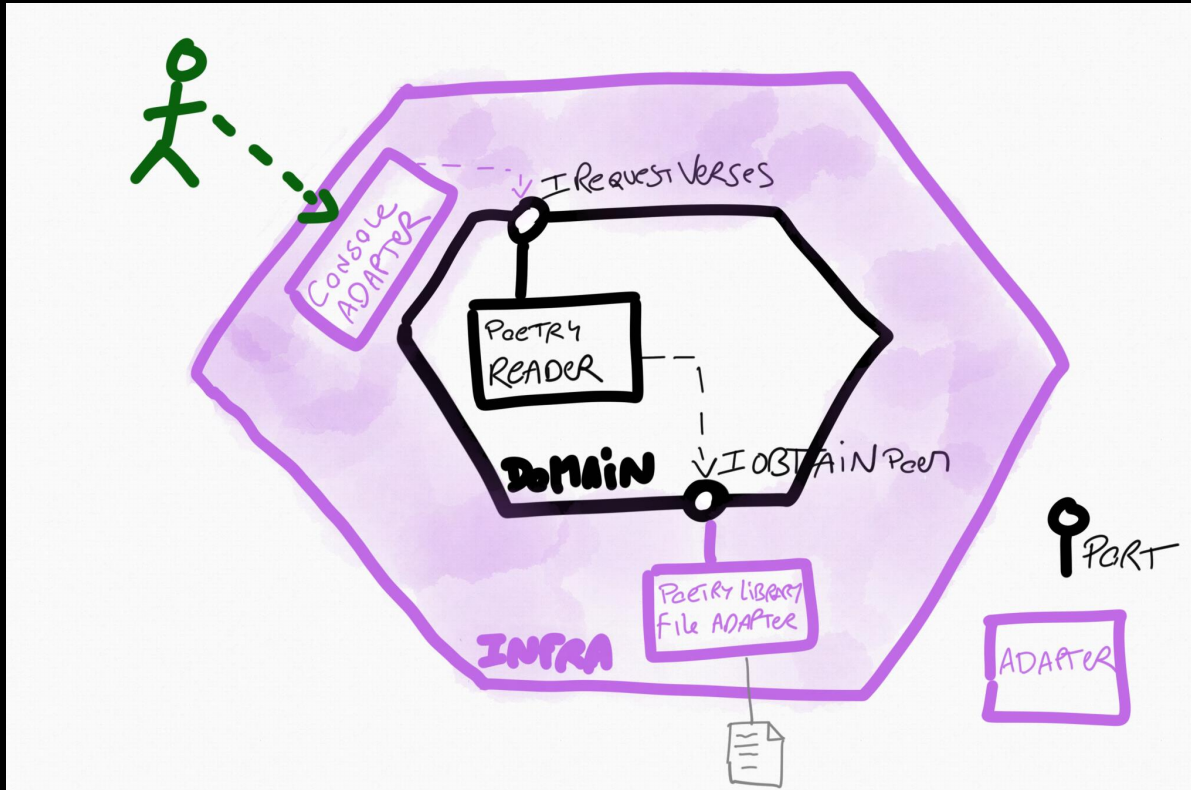 IRequestVerses
CONSOLE
ADAPTER
POETRY
READER
DOMAIN
IOBTAINPoem
PORT
POETRY LIBRARY
File ADAPTER
INFRA
ADAPTER